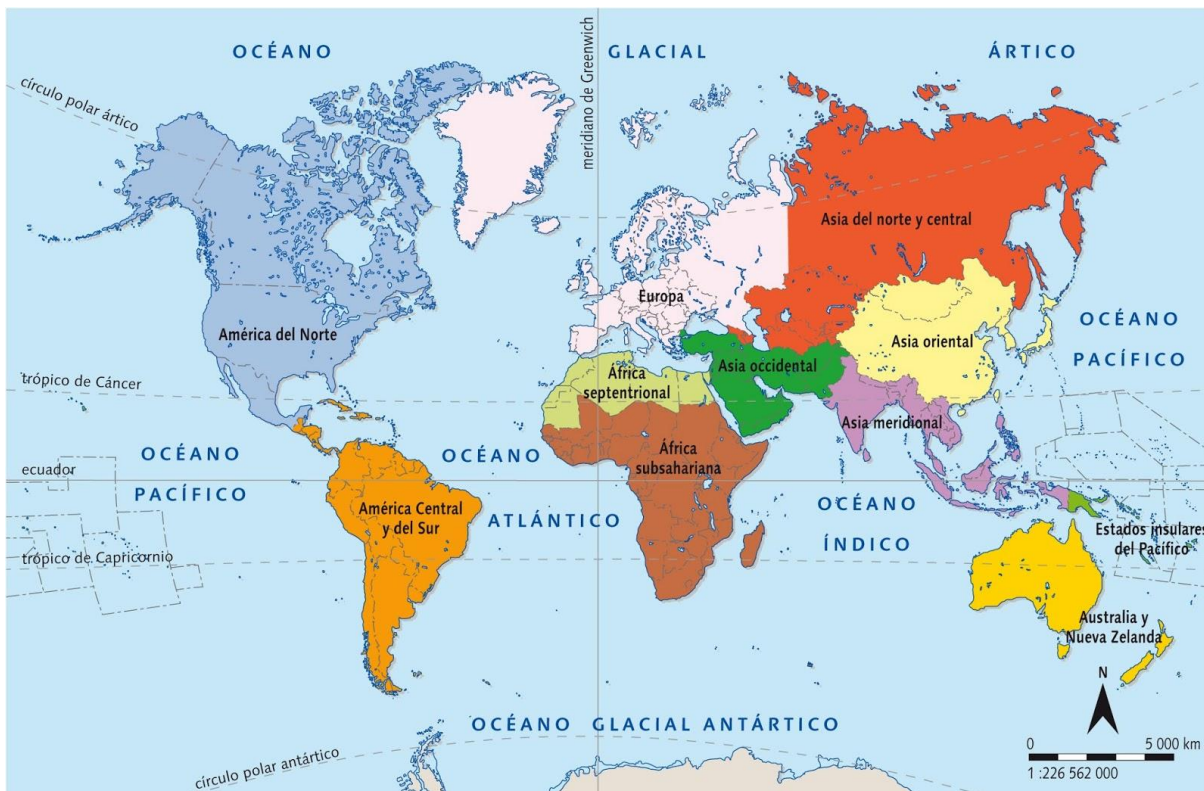 OCÉANO GLACIAL ÁRTICO
círculo polar ártico
meridiano de Greenwich
Asia del norte y central
Europa
América del Norte
Asia oriental
OCÉANO
PACÍFICO
trópico de Cáncer
África
septentrional
Asia occidental
Asia meridional
ecuador
OCÉANO
PACÍFICO
OCÉANO
ATLÁNTICO
África
subsahariana
América Central
y del Sur
OCÉANO
ÍNDICO
trópico de Capricornio
Estados insulares
del Pacífico
Australia y
Nueva Zelanda
N
OCÉANO GLACIAL ANTÁRTICO
círculo polar antártico
0 5 000 km
1 :226 562 000